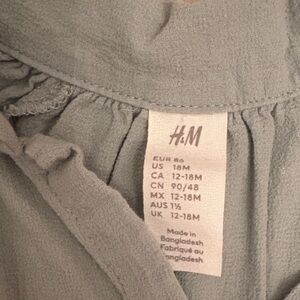 H&M
EUR 86
US 18M
CA 12-18M
CN 90/48
MX 12-18M
AUS 1½
UK 12-18M
Made in
Bangladesh
Fabriqué au
Bangladesh